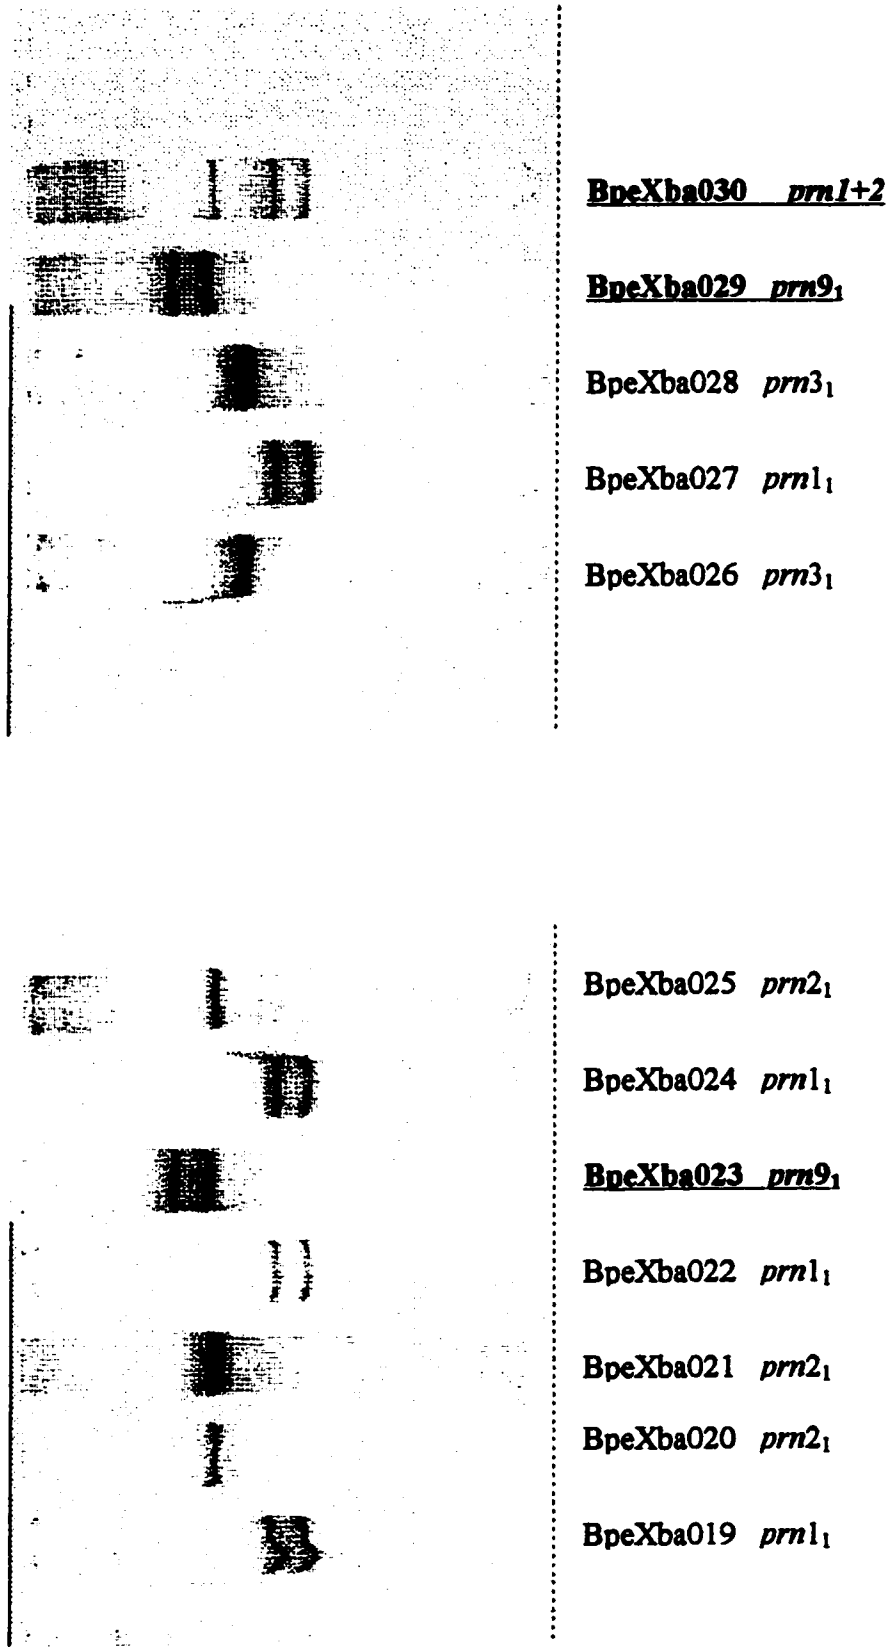 BpeXba030 prn1+2
BpeXba029 prn9₁
BpeXba028 prn3₁
BpeXba027 prn1₁
BpeXba026 prn3₁
BpeXba025 prn2₁
BpeXba024 prn1₁
BpeXba023 prn9₁
BpeXba022 prn1₁
BpeXba021 prn2₁
BpeXba020 prn2₁
BpeXba019 prn1₁